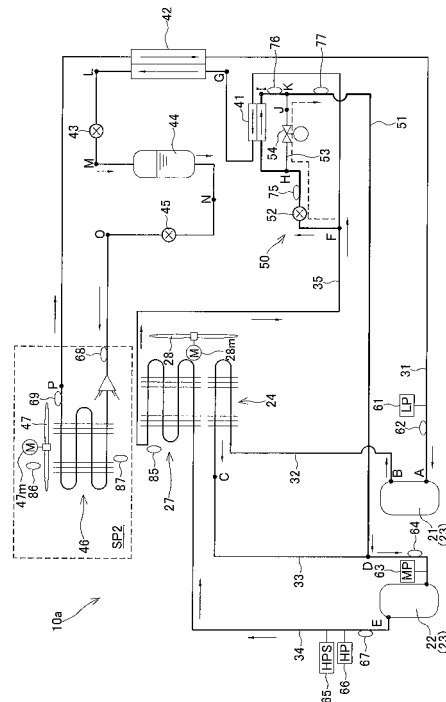 10a
SP2
47m
M
86
47
69
P
46
87
68
O
45
N
M
43
L
44
42
G
41
I
76
K
J
77
54
53
H
75
52
50
F
35
51
85
27
28
M
28m
24
C
32
33
34
31
LP
61
62
B
A
21
(23)
64
D
MP
63
E
22
(23)
67
HP
66
HPS
65